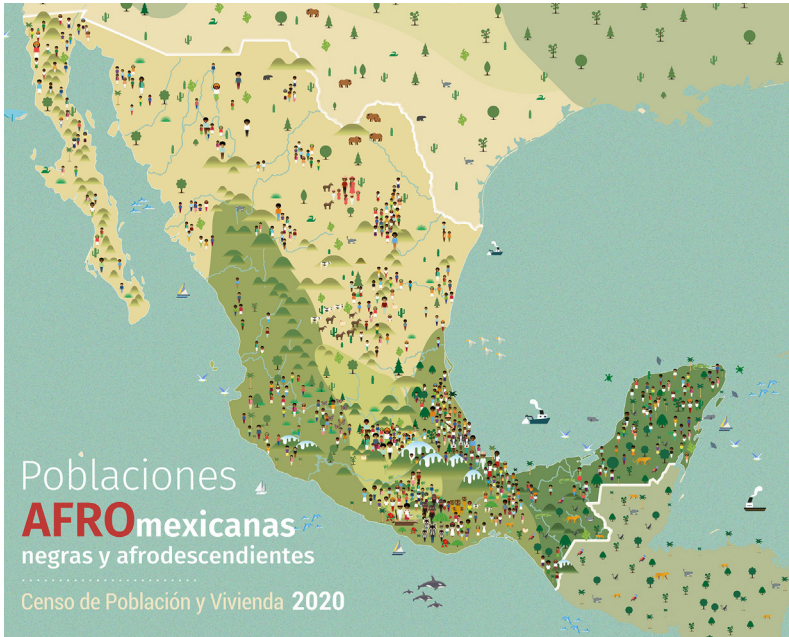 Poblaciones
AFROmexicanas
negras y afrodescendientes
Censo de Población y Vivienda 2020